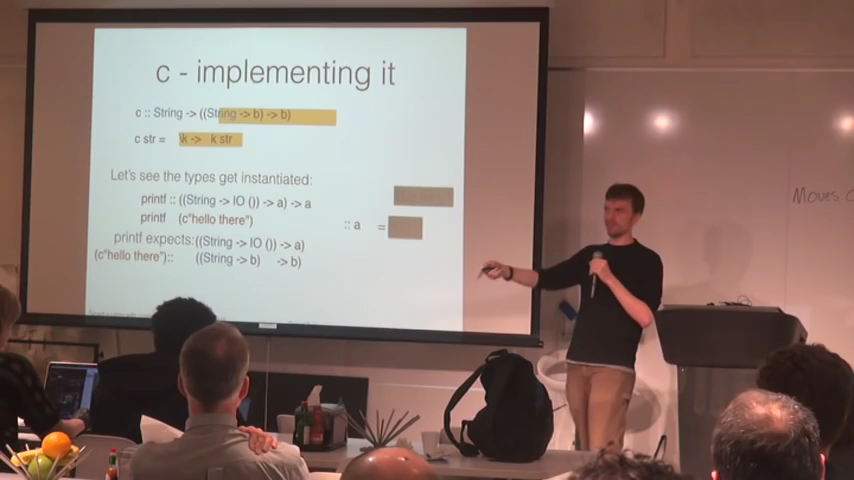 c - implementing it
c :: String -> ((String -> b) -> b)
c str = \k -> k str
Let's see the types get instantiated:
printf :: ((String -> IO ()) -> a) -> a
printf (c"hello there") :: a =
printf expects:((String -> IO ()) -> a)
(c"hello there"):: ((String -> b) -> b)
Moves